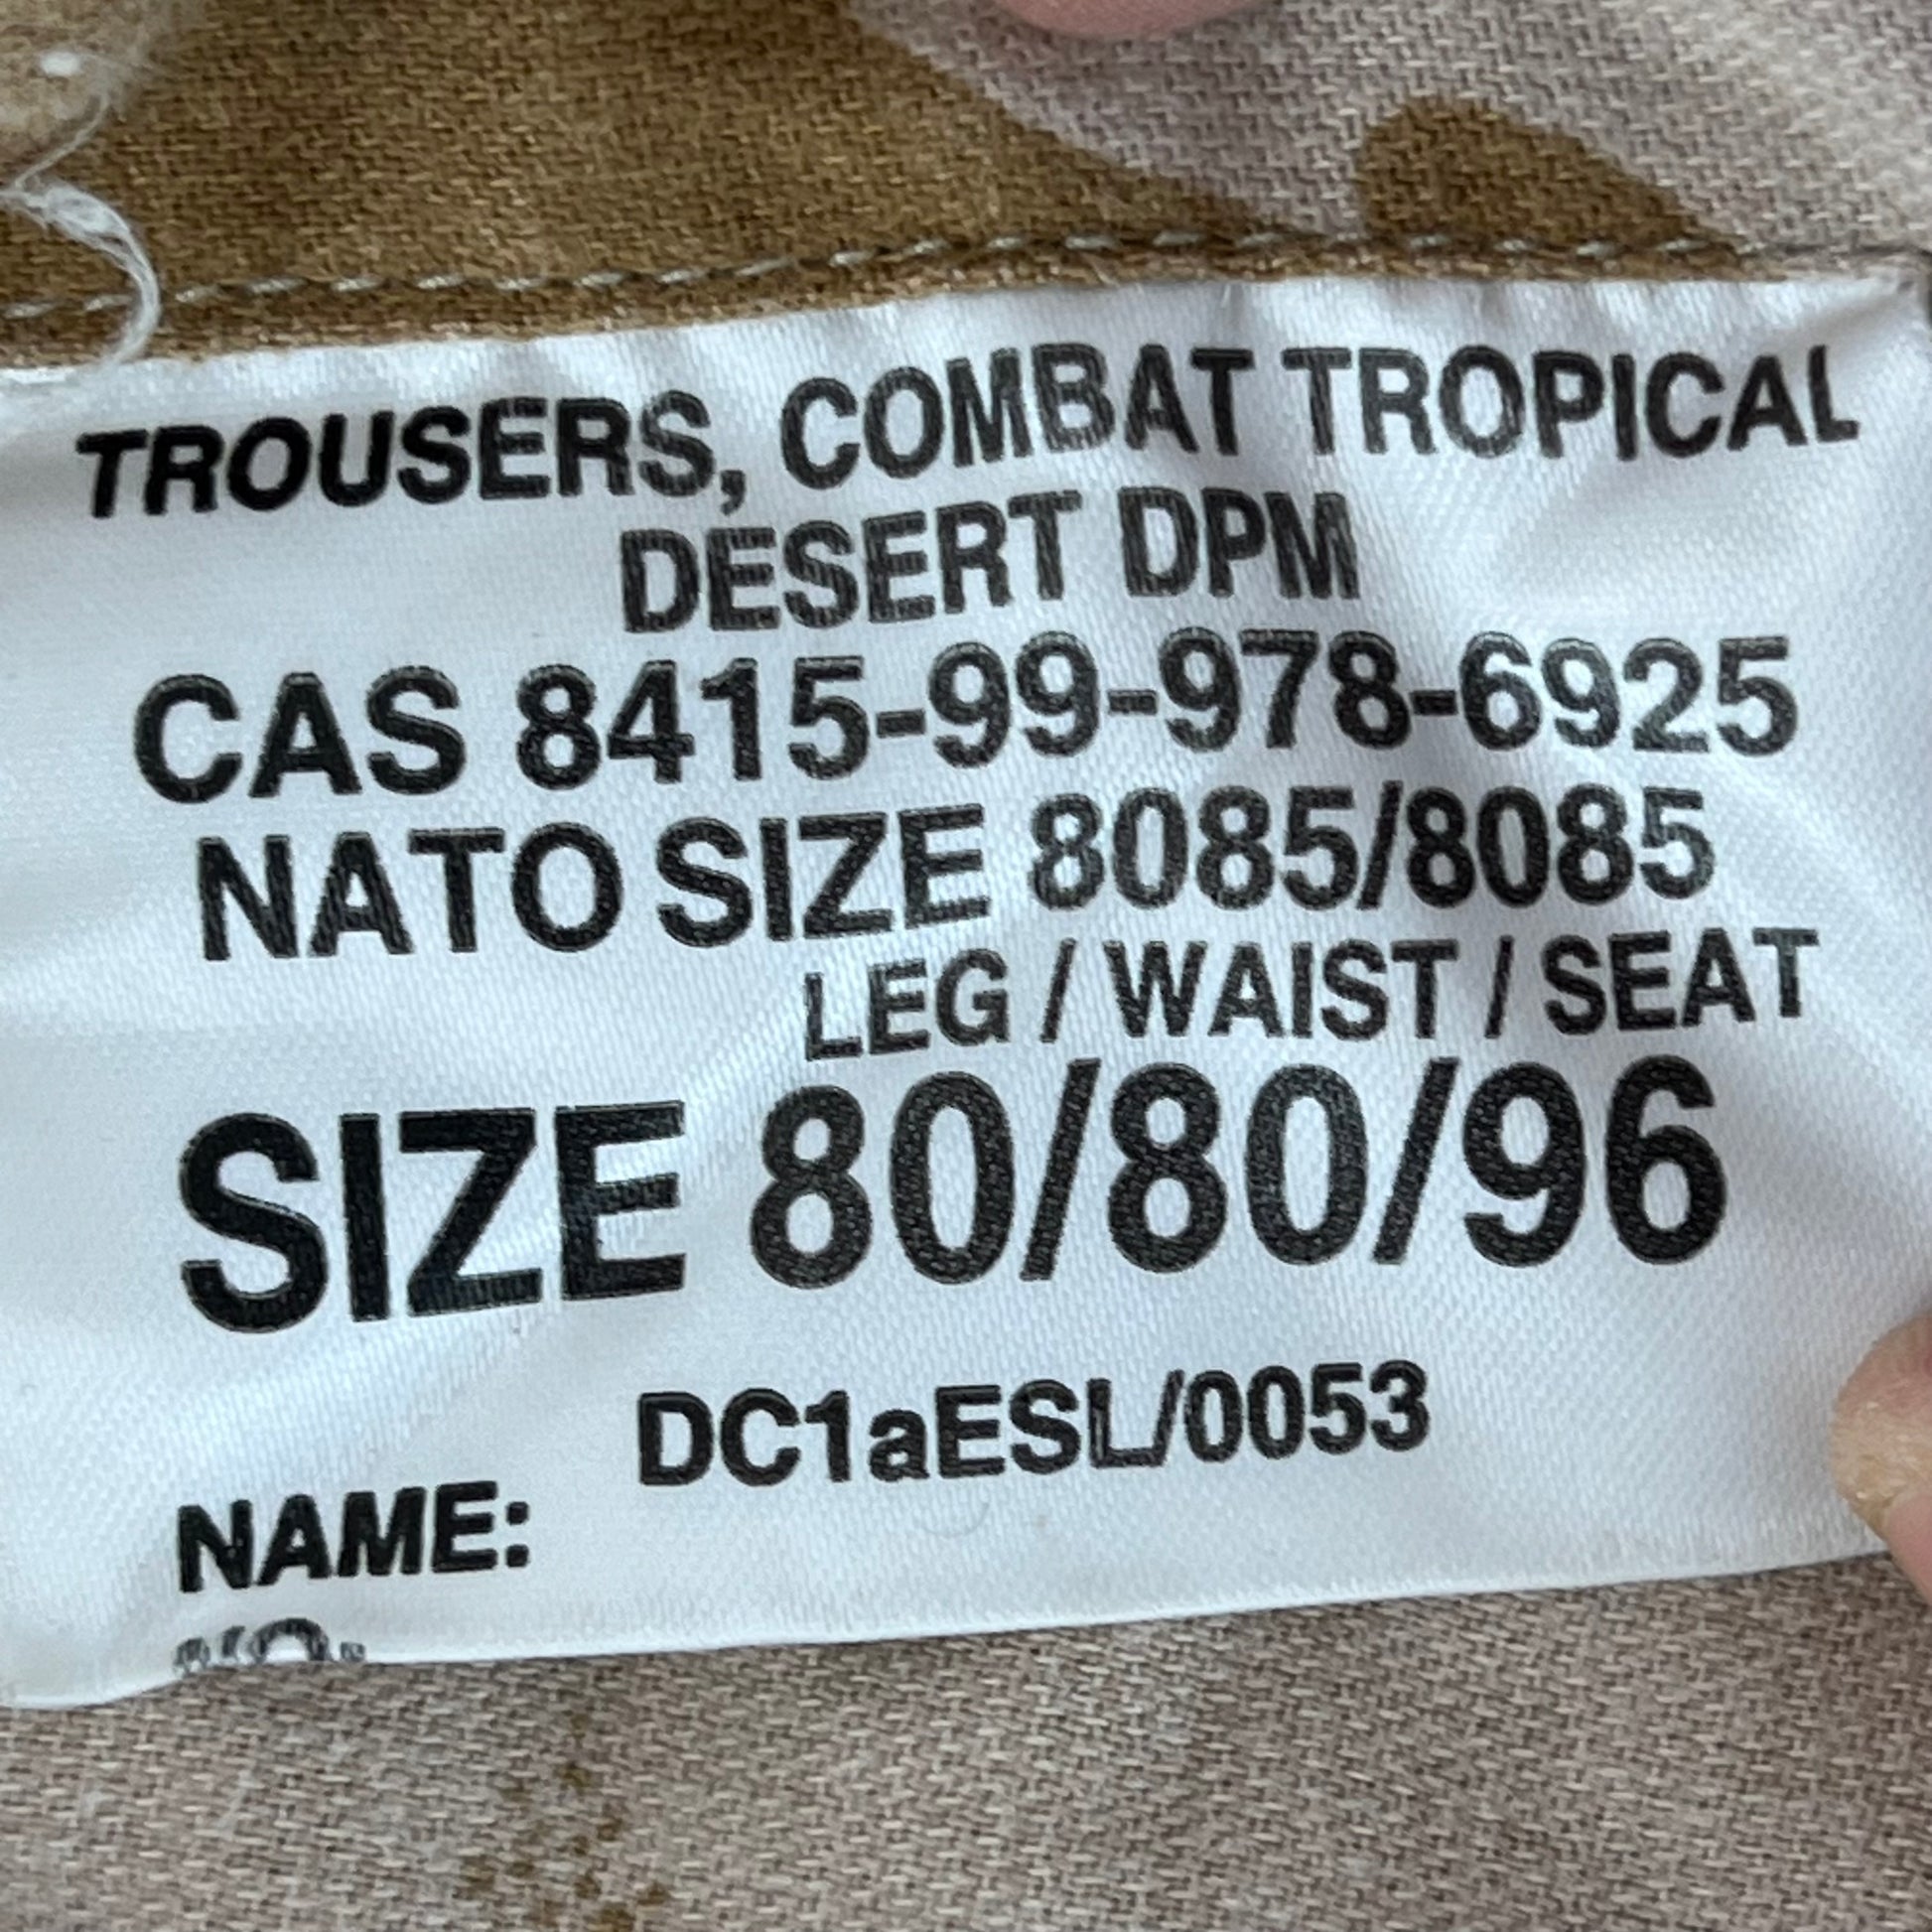 TROUSERS, COMBAT TROPICAL
DESERT DPM
CAS 8415-99-978-6925
NATO SIZE 8085/8085
LEG / WAIST / SEAT
SIZE 80/80/96
DC1aESL/0053
NAME: